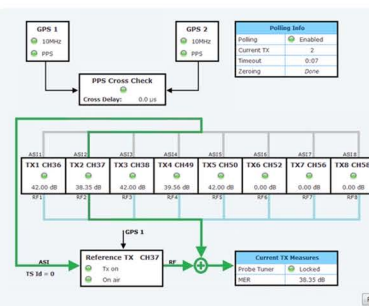 GPS 1
10MHz
PPS
GPS 2
10MHz
PPS
PPS Cross Check
Cross Delay: 0.0 µs
Polling Info
Polling Enabled
Current TX 2
Timeout 0:07
Zeroing Done
ASI1 ASI2 ASI3 ASI4 ASI5 ASI6 ASI7 ASI8
TX1 CH36 TX2 CH37 TX3 CH38 TX4 CH49 TX5 CH50 TX6 CH52 TX7 CH56 TX8 CH58
42.00 dB 38.35 dB 42.00 dB 39.56 dB 42.00 dB 0.00 dB 0.00 dB 0.00 dB
RF1 RF2 RF3 RF4 RF5 RF6 RF7 RF8
GPS 1
ASI
TS Id = 0
Reference TX CH37
Tx on
On air
RF
Current TX Measures
Probe Tuner Locked
MER 38.35 dB